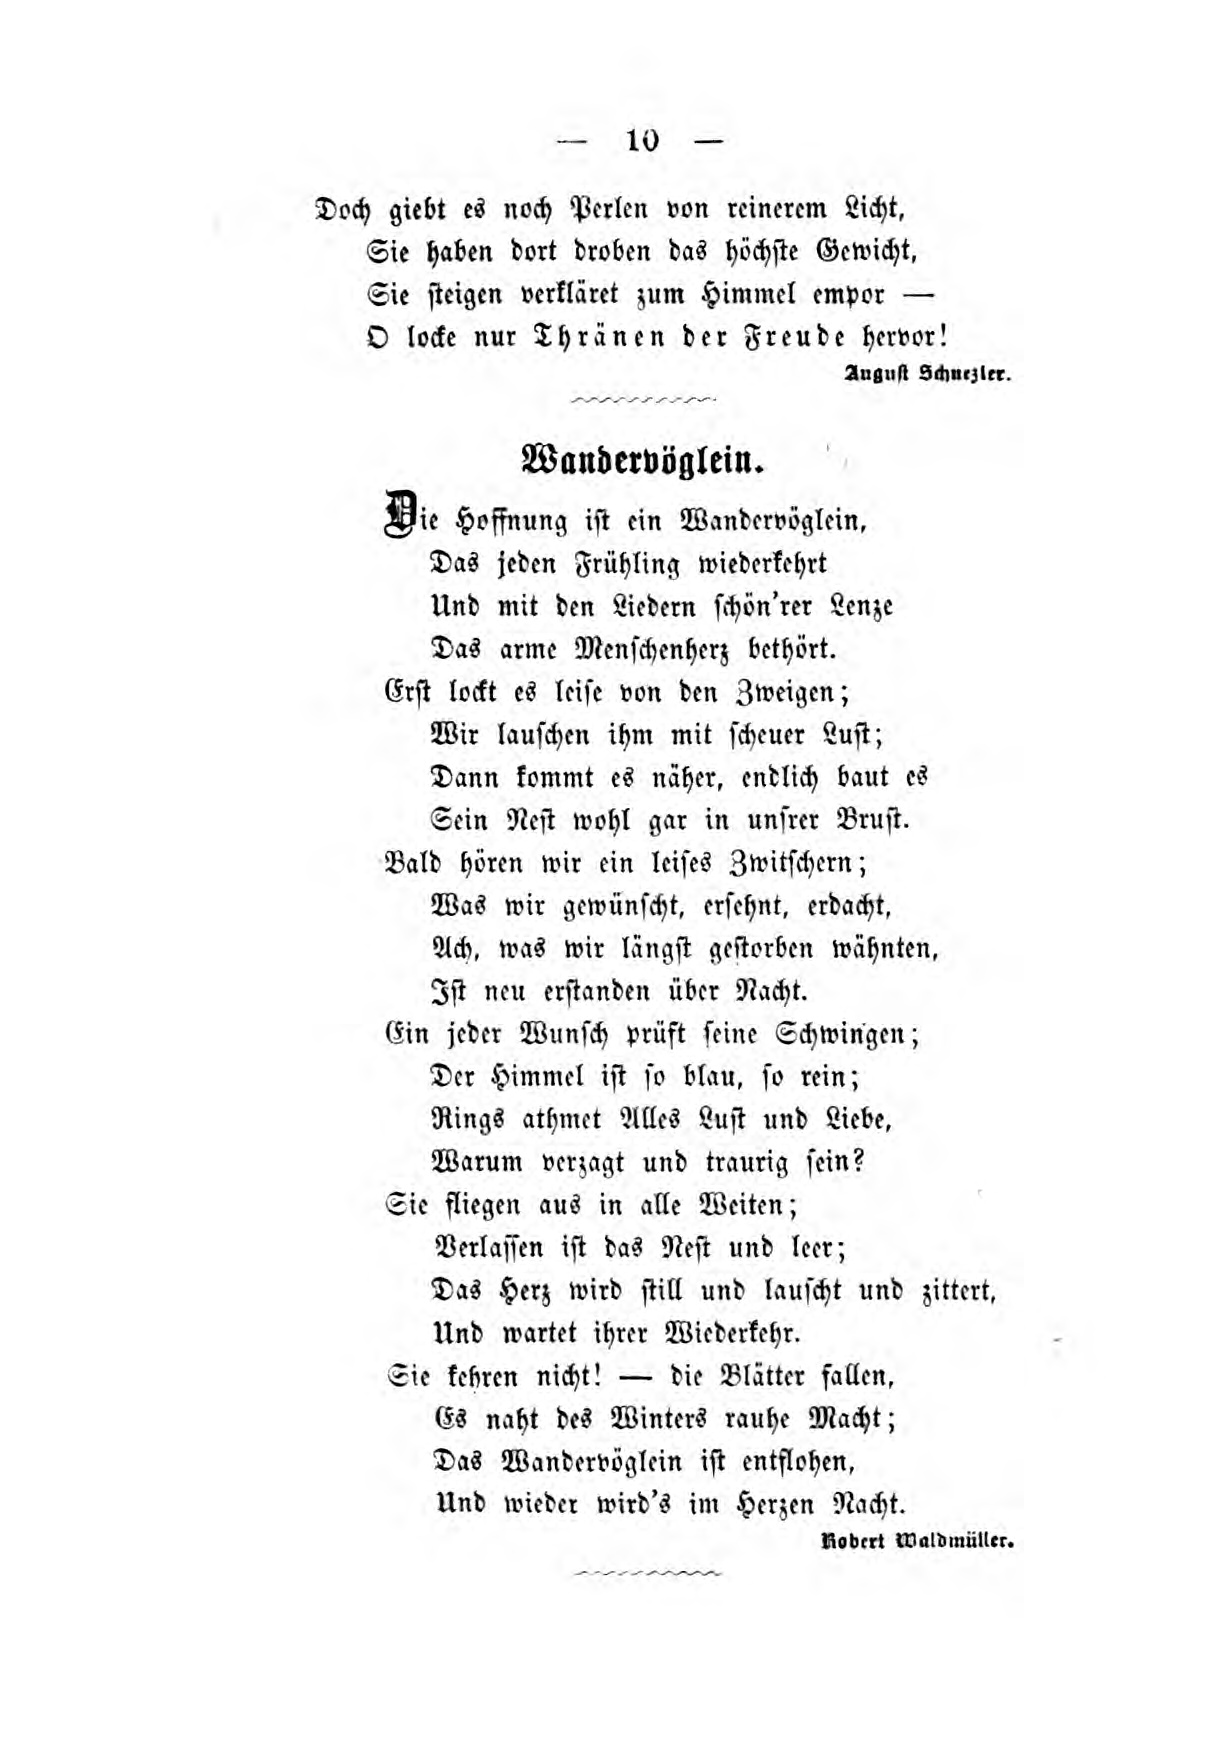 — 10 —
Doch giebt es noch Perlen von reinerem Licht,
Sie haben dort droben das höchſte Gewicht,
Sie ſteigen verkläret zum Himmel empor —
O locke nur Thränen der Freude hervor!
Auguſt Schnezler.
Wandervöglein.
Die Hoffnung iſt ein Wandervöglein,
Das jeden Frühling wiederkehrt
Und mit den Liedern ſchön'rer Lenze
Das arme Menſchenherz bethört.
Erſt lockt es leiſe von den Zweigen;
Wir lauſchen ihm mit ſcheuer Luſt;
Dann kommt es näher, endlich baut es
Sein Neſt wohl gar in unſrer Bruſt.
Bald hören wir ein leiſes Zwitſchern;
Was wir gewünſcht, erſehnt, erdacht,
Ach, was wir längſt geſtorben wähnten,
Iſt neu erſtanden über Nacht.
Ein jeder Wunſch prüft ſeine Schwingen;
Der Himmel iſt ſo blau, ſo rein;
Rings athmet Alles Luſt und Liebe,
Warum verzagt und traurig ſein?
Sie fliegen aus in alle Weiten;
Verlaſſen iſt das Neſt und leer;
Das Herz wird ſtill und lauſcht und zittert,
Und wartet ihrer Wiederkehr.
Sie kehren nicht! — die Blätter fallen,
Es naht des Winters rauhe Macht;
Das Wandervöglein iſt entflohen,
Und wieder wird's im Herzen Nacht.
Robert Waldmüller.